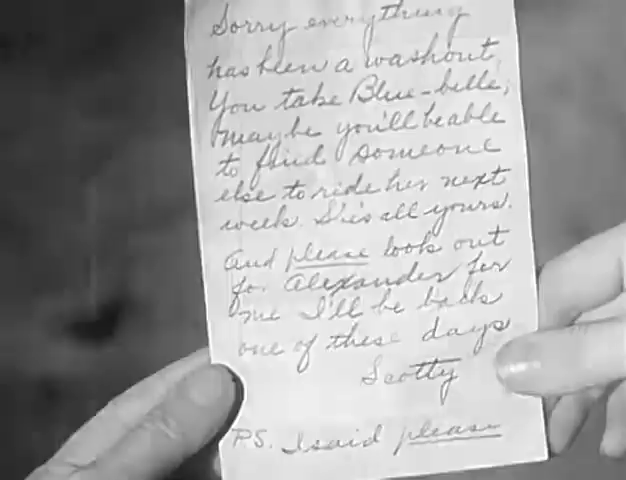 Sorry everything
has been a washout.
You take Blue-belle,
maybe you'll be able
to find someone
else to ride her next
week. She's all yours.
And please look out
for Alexander for
me I'll be back
one of these days
Scotty
P.S. I said please